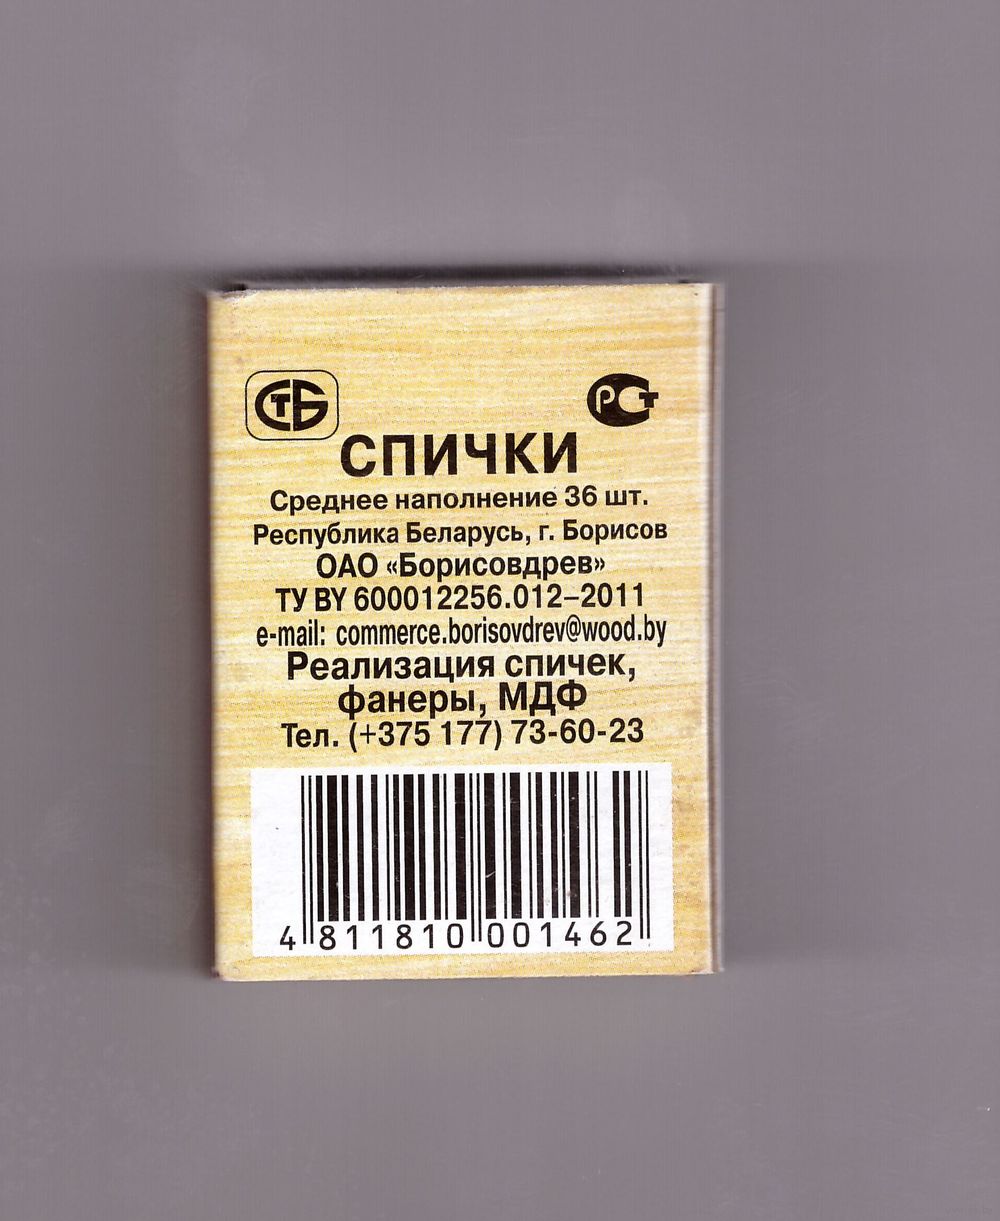 СТБ
РСТ
СПИЧКИ
Среднее наполнение 36 шт.
Республика Беларусь, г. Борисов
ОАО «Борисовдрев»
ТУ BY 600012256.012–2011
e-mail: commerce.borisovdrev@wood.by
Реализация спичек,
фанеры, МДФ
Тел. (+375 177) 73-60-23
4 811810 001462